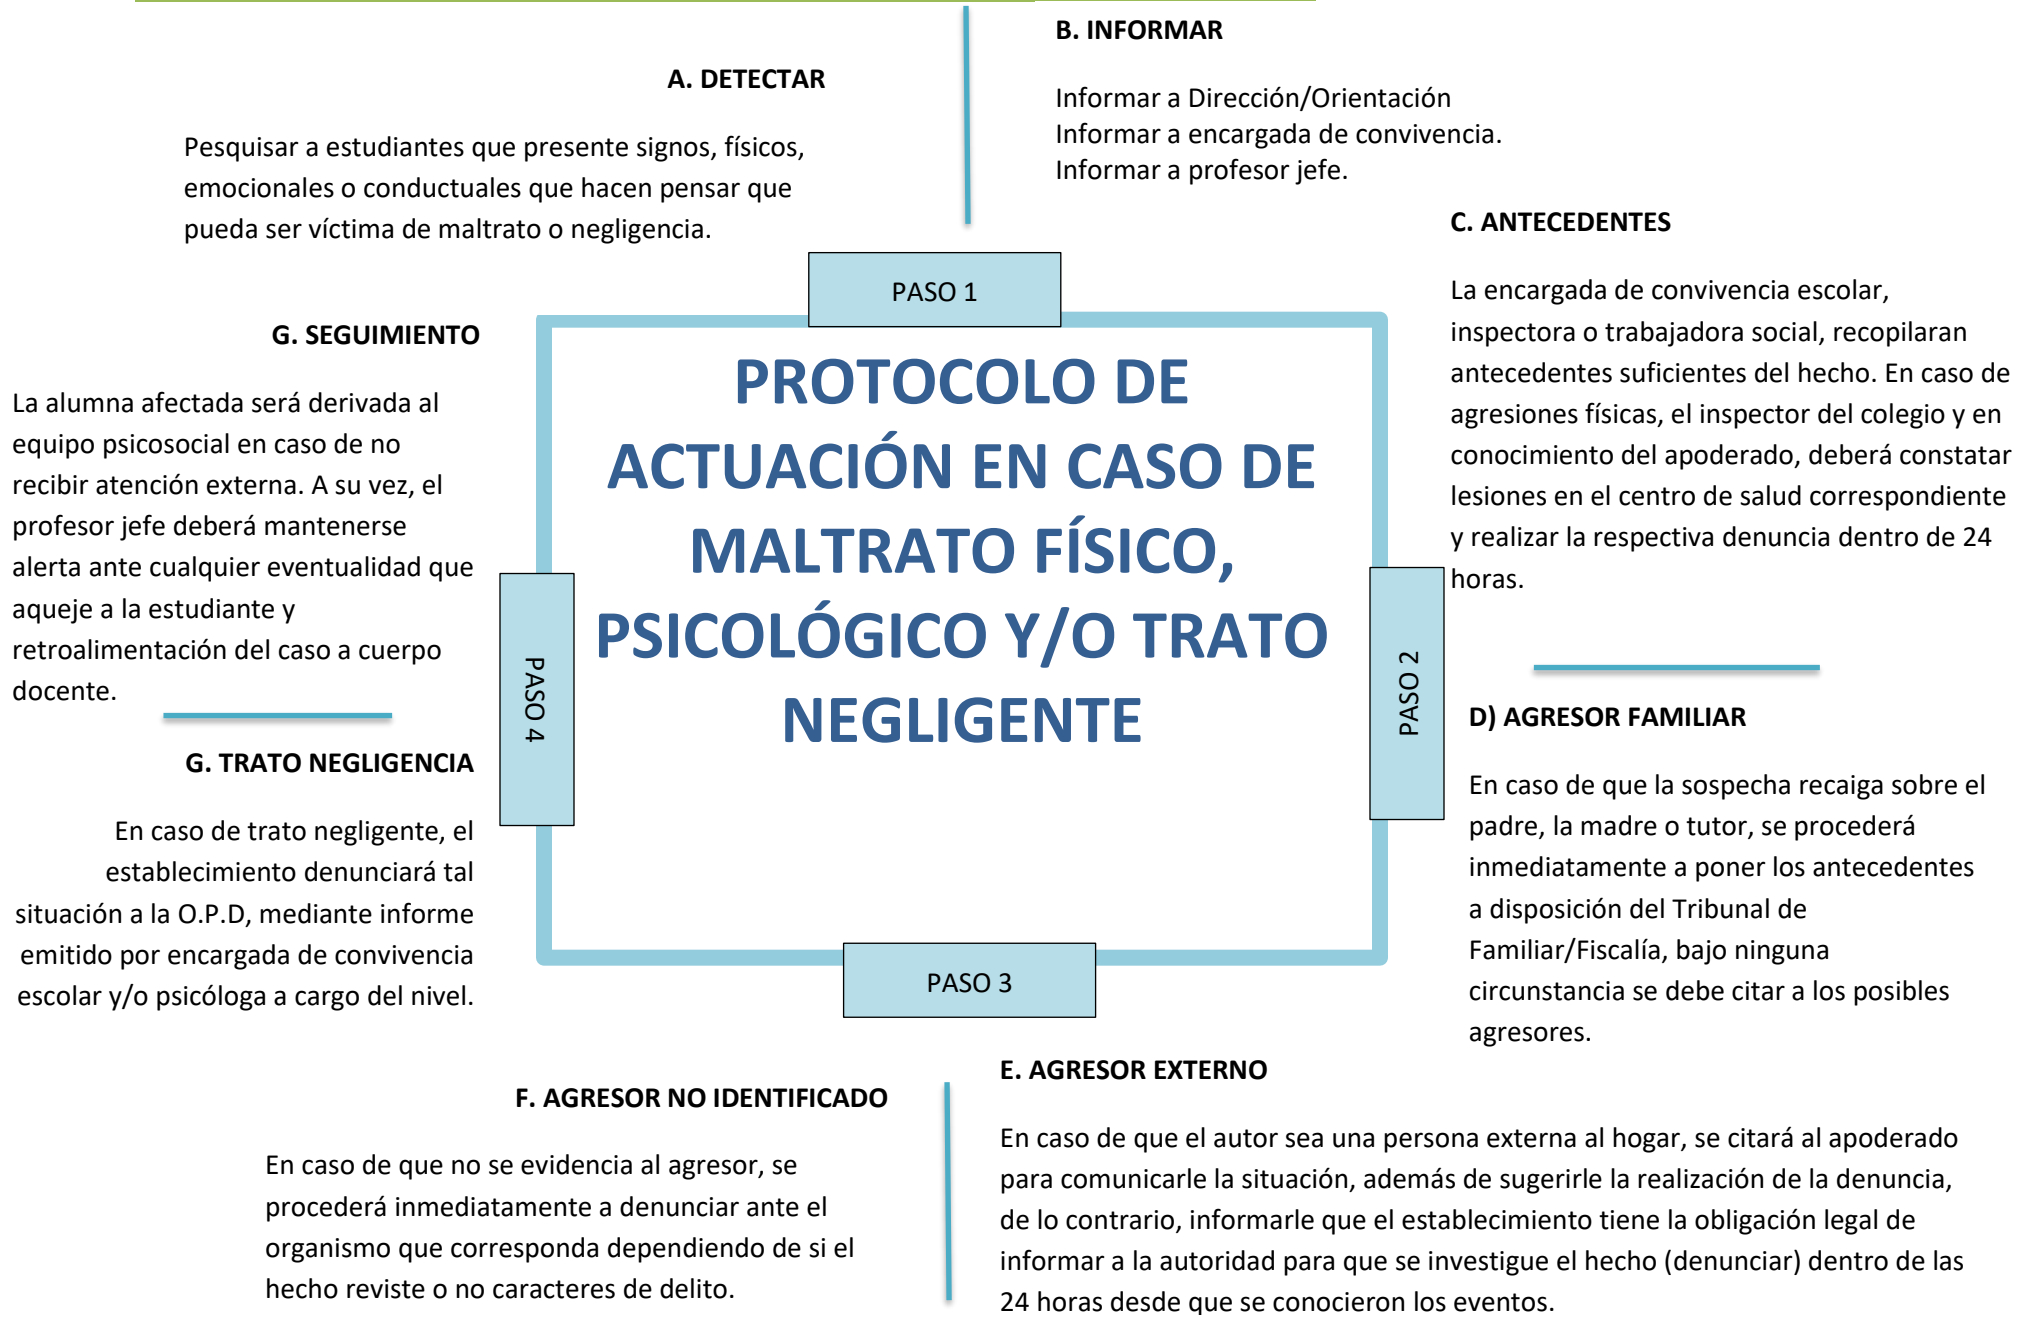 A. DETECTAR
Pesquisar a estudiantes que presente signos, físicos,
emocionales o conductuales que hacen pensar que
pueda ser víctima de maltrato o negligencia.
B. INFORMAR
Informar a Dirección/Orientación
Informar a encargada de convivencia.
Informar a profesor jefe.
C. ANTECEDENTES
La encargada de convivencia escolar,
inspectora o trabajadora social, recopilaran
antecedentes suficientes del hecho. En caso de
agresiones físicas, el inspector del colegio y en
conocimiento del apoderado, deberá constatar
lesiones en el centro de salud correspondiente
y realizar la respectiva denuncia dentro de 24
horas.
PASO 1
PROTOCOLO DE
ACTUACIÓN EN CASO DE
MALTRATO FÍSICO,
PSICOLÓGICO Y/O TRATO
NEGLIGENTE
PASO 2
D) AGRESOR FAMILIAR
En caso de que la sospecha recaiga sobre el
padre, la madre o tutor, se procederá
inmediatamente a poner los antecedentes
a disposición del Tribunal de
Familiar/Fiscalía, bajo ninguna
circunstancia se debe citar a los posibles
agresores.
PASO 3
E. AGRESOR EXTERNO
En caso de que el autor sea una persona externa al hogar, se citará al apoderado
para comunicarle la situación, además de sugerirle la realización de la denuncia,
de lo contrario, informarle que el establecimiento tiene la obligación legal de
informar a la autoridad para que se investigue el hecho (denunciar) dentro de las
24 horas desde que se conocieron los eventos.
F. AGRESOR NO IDENTIFICADO
En caso de que no se evidencia al agresor, se
procederá inmediatamente a denunciar ante el
organismo que corresponda dependiendo de si el
hecho reviste o no caracteres de delito.
PASO 4
G. TRATO NEGLIGENCIA
En caso de trato negligente, el
establecimiento denunciará tal
situación a la O.P.D, mediante informe
emitido por encargada de convivencia
escolar y/o psicóloga a cargo del nivel.
G. SEGUIMIENTO
La alumna afectada será derivada al
equipo psicosocial en caso de no
recibir atención externa. A su vez, el
profesor jefe deberá mantenerse
alerta ante cualquier eventualidad que
aqueje a la estudiante y
retroalimentación del caso a cuerpo
docente.